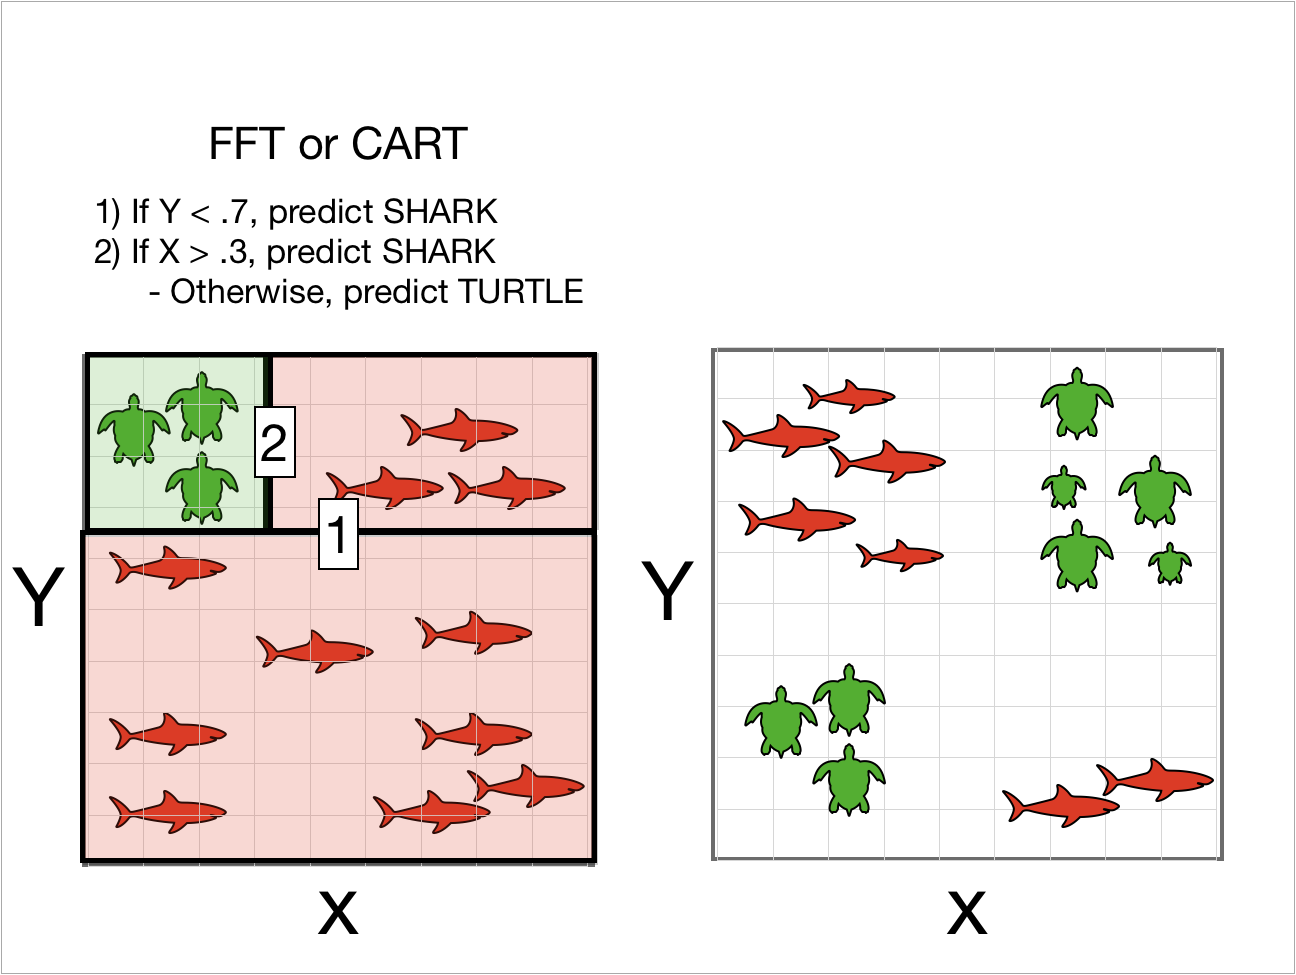 FFT or CART
1) If Y < .7, predict SHARK
2) If X > .3, predict SHARK
- Otherwise, predict TURTLE
2
1
Y
X
Y
X